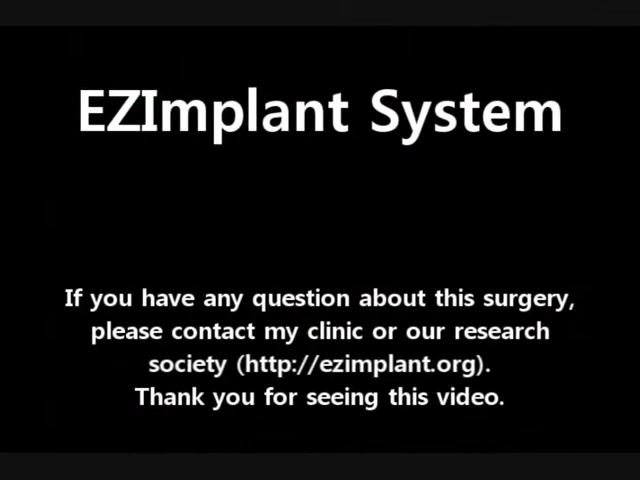 EZImplant System
If you have any question about this surgery,
please contact my clinic or our research
society (http://ezimplant.org).
Thank you for seeing this video.